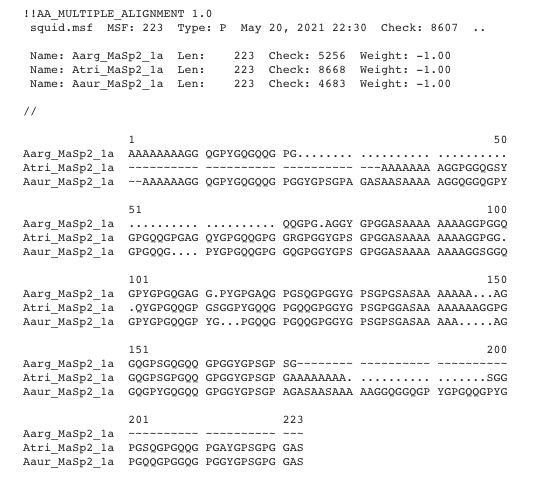 !!AA_MULTIPLE_ALIGNMENT 1.0
squid.msf MSF: 223 Type: P May 20, 2021 22:30 Check: 8607 ..
Name: Aarg_MaSp2_1a Len: 223 Check: 5256 Weight: -1.00
Name: Atri_MaSp2_1a Len: 223 Check: 8668 Weight: -1.00
Name: Aaur_MaSp2_1a Len: 223 Check: 4683 Weight: -1.00
//
1 50
Aarg_MaSp2_1a AAAAAAAAGG QGPYGQGQQG PG........ .......... ..........
Atri_MaSp2_1a ---------- ---------- ---------- ---AAAAAAA AGGPGGQGSY
Aaur_MaSp2_1a --AAAAAAGG QGPYGQGQQG PGGYGPSGPA GASAASAAAA AGGQGGQGPY
51 100
Aarg_MaSp2_1a .......... .......... QQGPG.AGGY GPGGASAAAA AAAAGGPGGQ
Atri_MaSp2_1a GPGQQGPGAG QYGPGQQGPG GRGPGGYGPS GPGGASAAAA AAAAGGPGG.
Aaur_MaSp2_1a GPGQQG.... PYGPGQQGPG GQGPGGYGPS GPGGASAAAA AAAAGGSGGQ
101 150
Aarg_MaSp2_1a GPYGPGQGAG G.PYGPGAQG PGSQGPGGYG PSGPGSASAA AAAAA...AG
Atri_MaSp2_1a .QYGPGQQGP GSGGPYGQGG PGQQGPGGYG PSGPGGASAA AAAAAAGGPG
Aaur_MaSp2_1a GPYGPGQQGP YG...PGQQG PGQQGPGGYG PSGPGSASAA AAA.....AG
151 200
Aarg_MaSp2_1a GQGPSGQGQQ GPGGYGPSGP SG-------- ---------- ----------
Atri_MaSp2_1a GQGPSGPGQQ GPGGYGPSGP GAAAAAAAA. .......... .......SGG
Aaur_MaSp2_1a GQGPYGQGQQ GPGGYGPSGP AGASAASAAA AAGGQGGQGP YGPGQQGPYG
201 223
Aarg_MaSp2_1a ---------- ---------- ---
Atri_MaSp2_1a PGSQGPGQQG PGAYGPSGPG GAS
Aaur_MaSp2_1a PGQQGPGGQG PGGYGPSGPG GAS